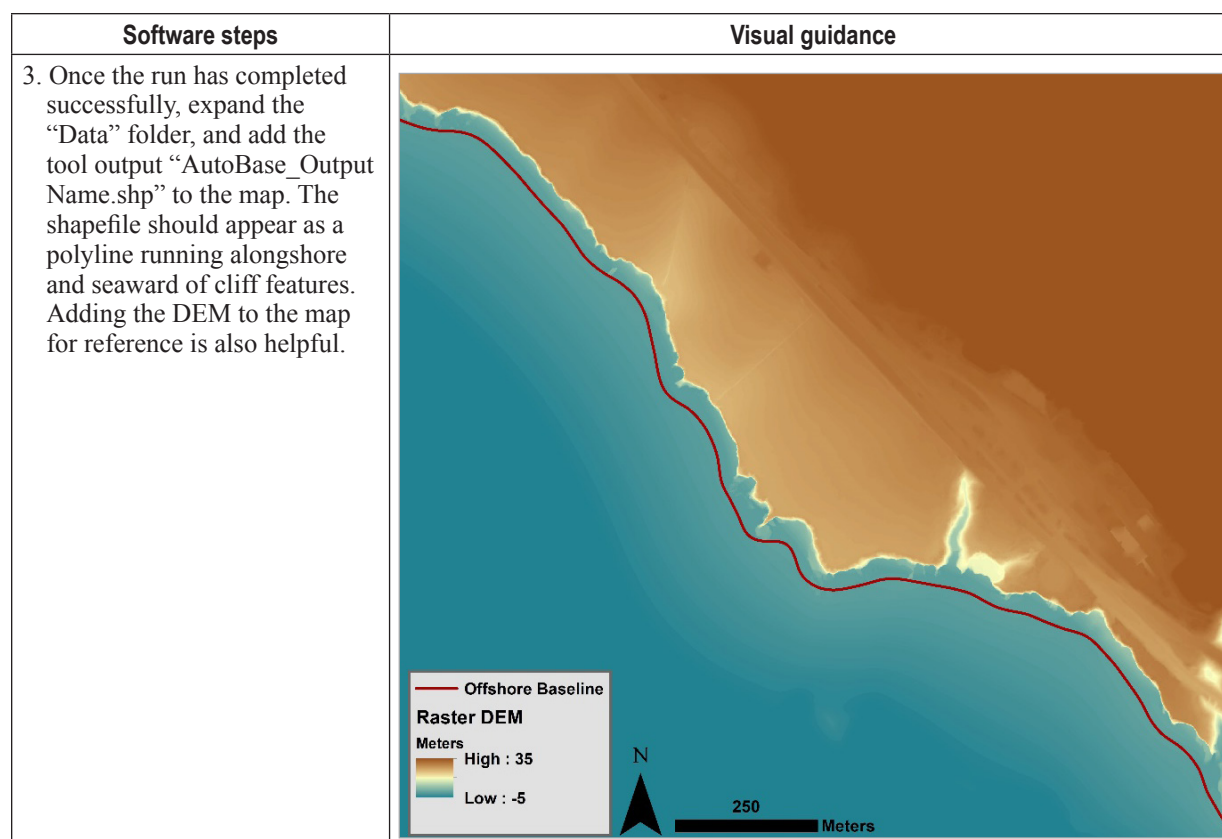 Software steps
Visual guidance
3. Once the run has completed
successfully, expand the
“Data” folder, and add the
tool output “AutoBase_Output
Name.shp” to the map. The
shapefile should appear as a
polyline running alongshore
and seaward of cliff features.
Adding the DEM to the map
for reference is also helpful.
Offshore Baseline
Raster DEM
Meters
High : 35
Low : -5
N
250
Meters